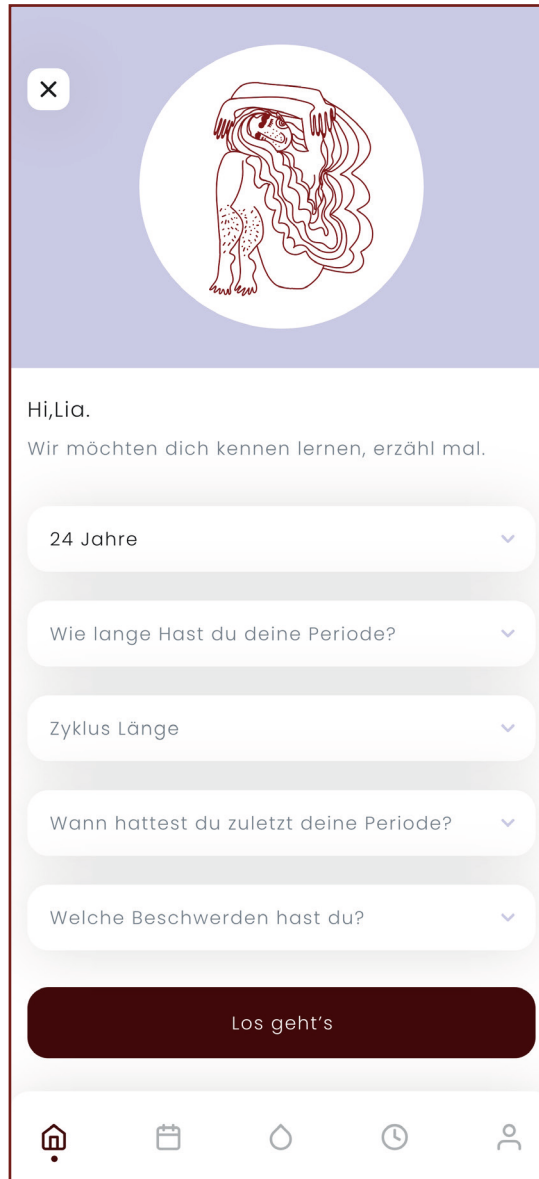 Hi,Lia.
Wir möchten dich kennen lernen, erzähl mal.
24 Jahre
Wie lange Hast du deine Periode?
Zyklus Länge
Wann hattest du zuletzt deine Periode?
Welche Beschwerden hast du?
Los geht's